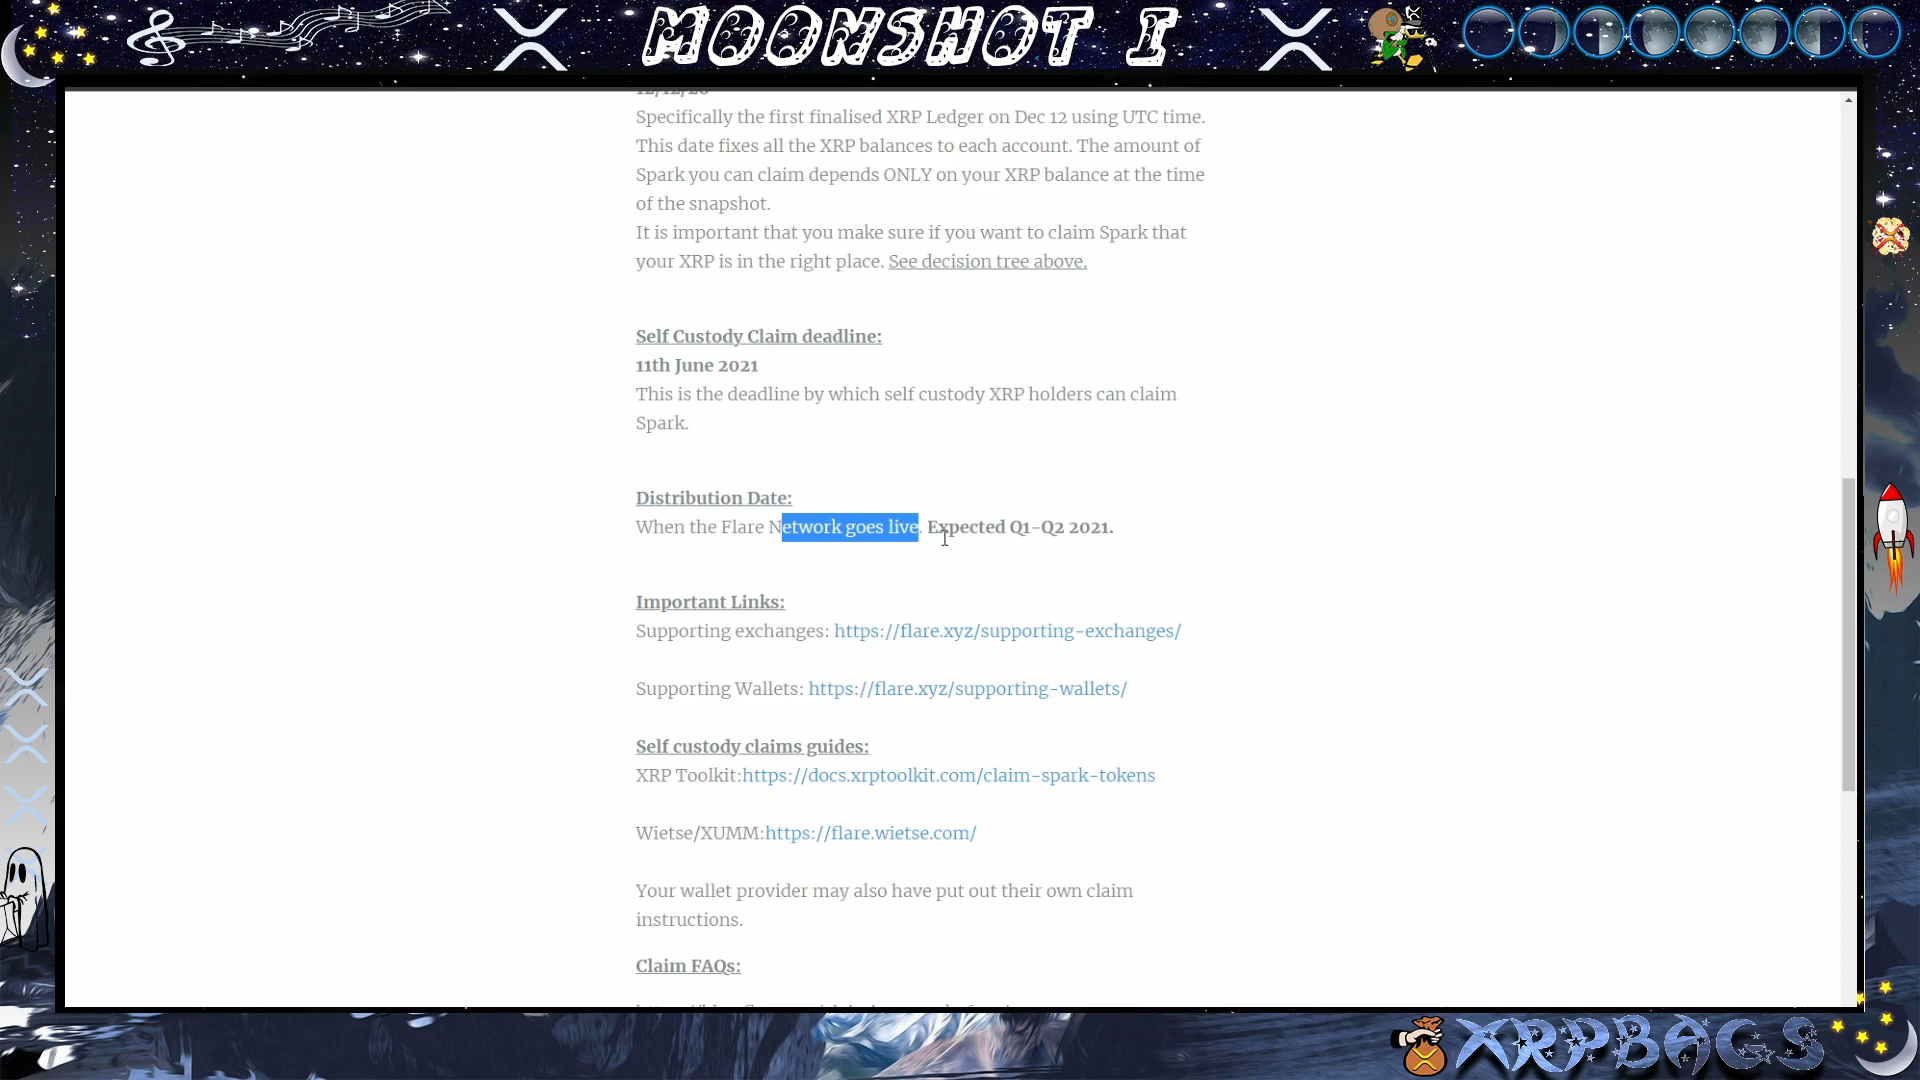 MOONSHOT I
12/12/20
Specifically the first finalised XRP Ledger on Dec 12 using UTC time.
This date fixes all the XRP balances to each account. The amount of
Spark you can claim depends ONLY on your XRP balance at the time
of the snapshot.
It is important that you make sure if you want to claim Spark that
your XRP is in the right place. See decision tree above.
Self Custody Claim deadline:
11th June 2021
This is the deadline by which self custody XRP holders can claim
Spark.
Distribution Date:
When the Flare Network goes live. Expected Q1-Q2 2021.
Important Links:
Supporting exchanges: https://flare.xyz/supporting-exchanges/
Supporting Wallets: https://flare.xyz/supporting-wallets/
Self custody claims guides:
XRP Toolkit:https://docs.xrptoolkit.com/claim-spark-tokens
Wietse/XUMM:https://flare.wietse.com/
Your wallet provider may also have put out their own claim
instructions.
Claim FAQs:
XRPBAGS